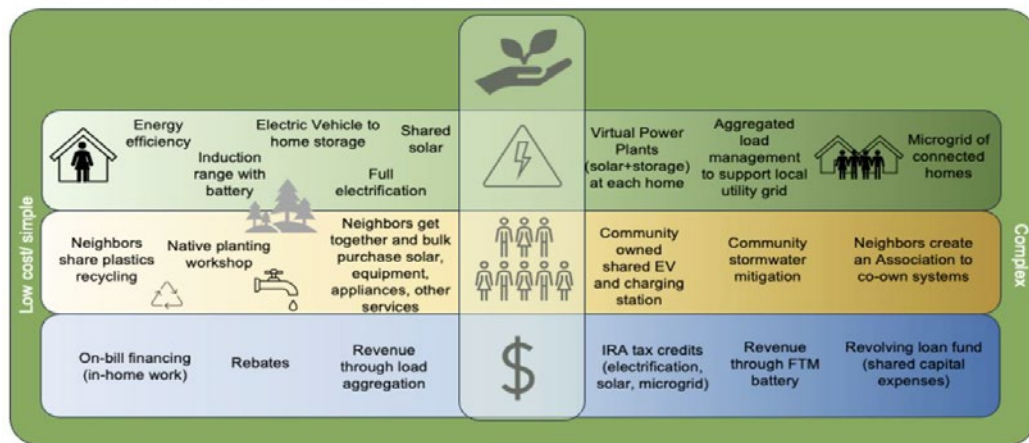 Low cost/ simple
Energy
efficiency
Induction
range with
battery
Electric Vehicle to
home storage
Shared
solar
Full
electrification
Virtual Power
Plants
(solar+storage)
at each home
Aggregated
load
management
to support local
utility grid
Microgrid of
connected
homes
Neighbors
share plastics
recycling
Native planting
workshop
Neighbors get
together and bulk
purchase solar,
equipment,
appliances, other
services
Community
owned
shared EV
and charging
station
Community
stormwater
mitigation
Neighbors create
an Association to
co-own systems
On-bill financing
(in-home work)
Rebates
Revenue
through load
aggregation
$
IRA tax credits
(electrification,
solar, microgrid)
Revenue
through FTM
battery
Revolving loan fund
(shared capital
expenses)
Complex